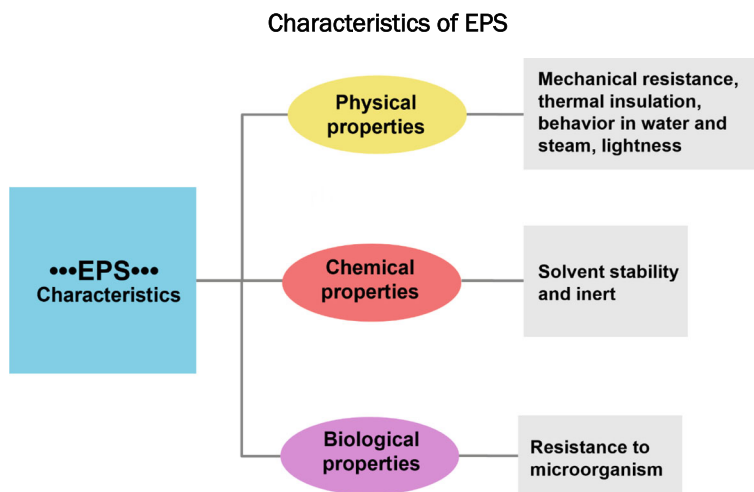 Characteristics of EPS
Physical
properties
Mechanical resistance,
thermal insulation,
behavior in water and
steam, lightness
•••EPS•••
Characteristics
Chemical
properties
Solvent stability
and inert
Biological
properties
Resistance to
microorganism